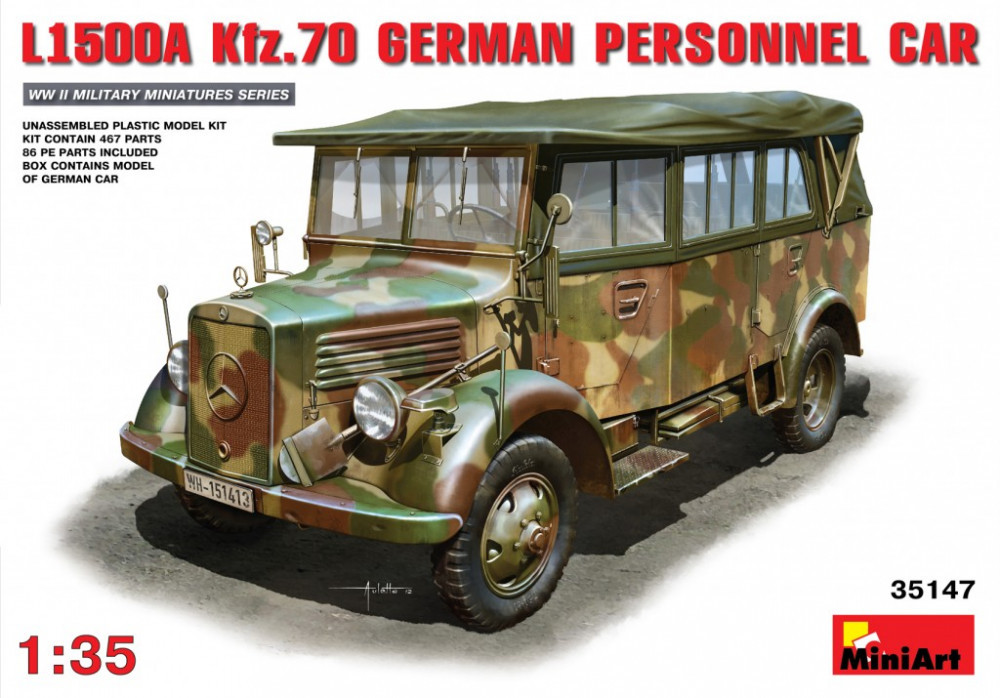 L1500A Kfz.70 GERMAN PERSONNEL CAR
WW II MILITARY MINIATURES SERIES
UNASSEMBLED PLASTIC MODEL KIT
KIT CONTAIN 467 PARTS
86 PE PARTS INCLUDED
BOX CONTAINS MODEL
OF GERMAN CAR
WH-151413
35147
1:35
MiniArt